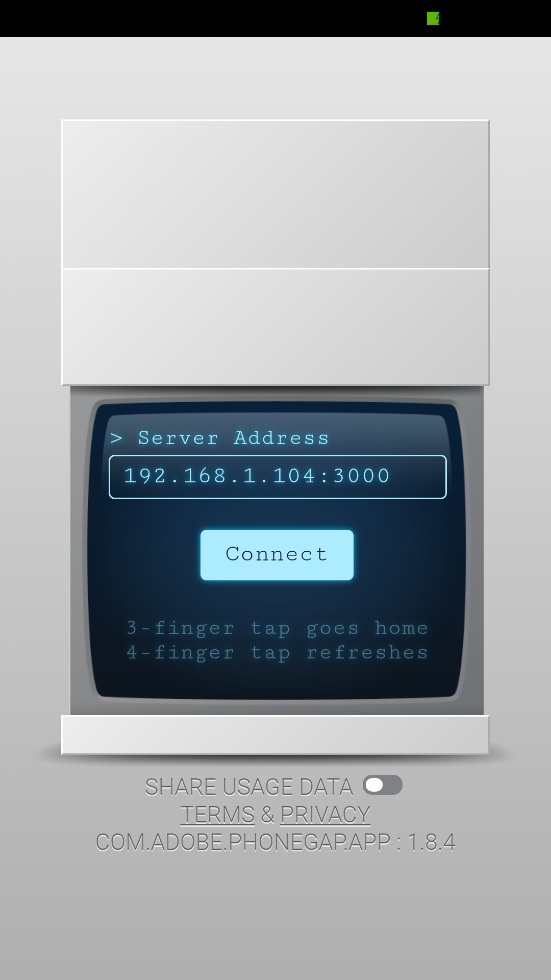 > Server Address
192.168.1.104:3000
Connect
3-finger tap goes home
4-finger tap refreshes
SHARE USAGE DATA
TERMS & PRIVACY
COM.ADOBE.PHONEGAP.APP : 1.8.4